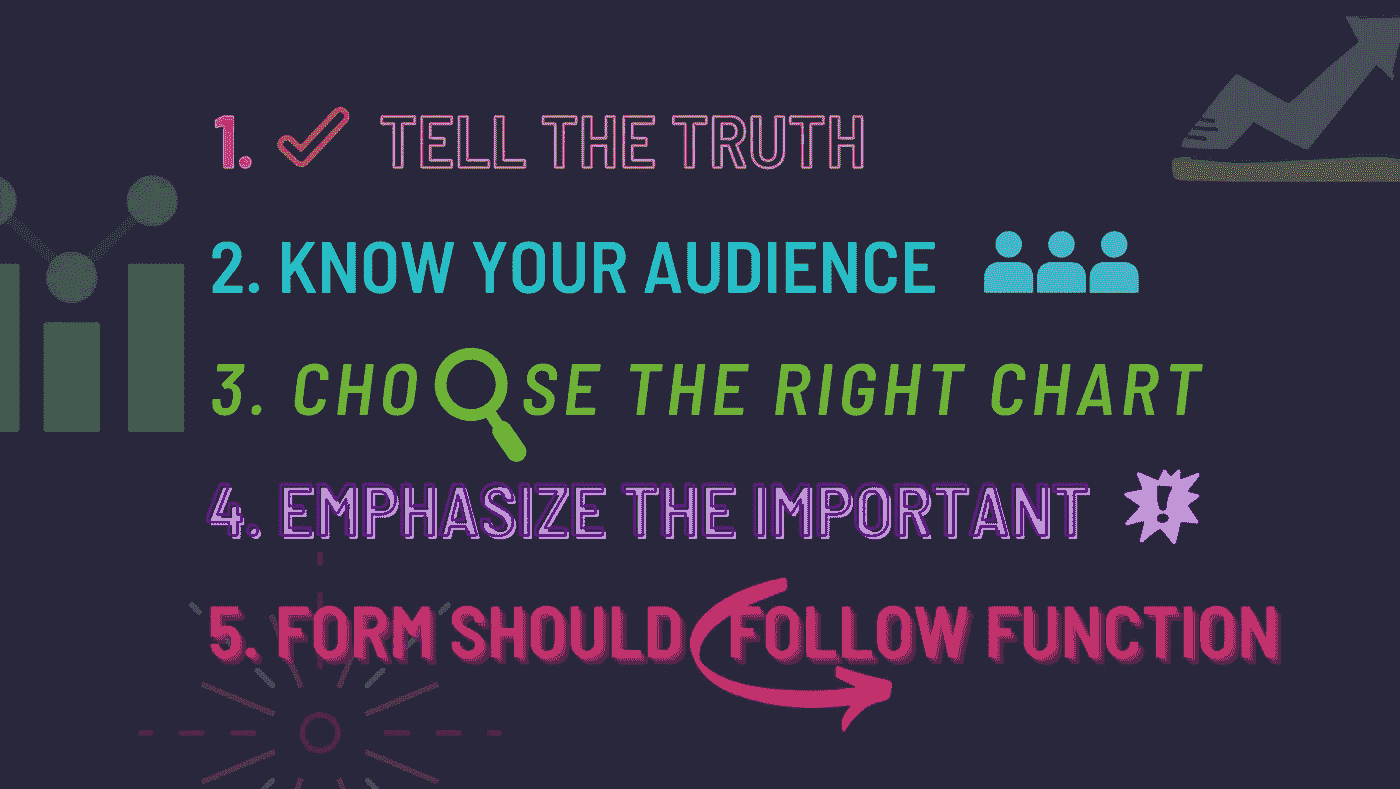 1. TELL THE TRUTH
2. KNOW YOUR AUDIENCE
3. CHOOSE THE RIGHT CHART
4. EMPHASIZE THE IMPORTANT
5. FORM SHOULD FOLLOW FUNCTION